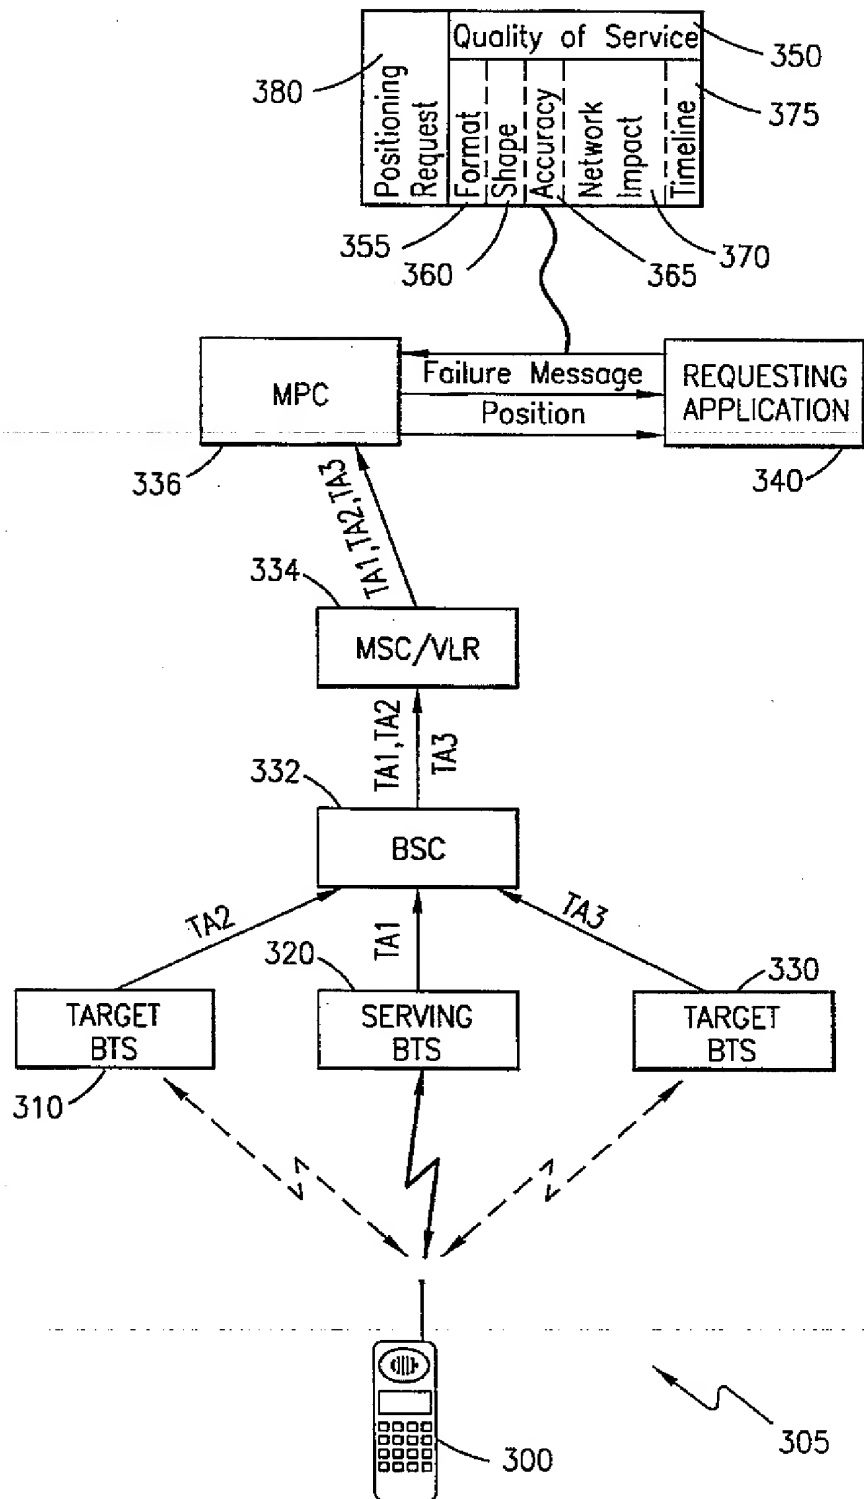 Quality of Service
350
380
375
Positioning
Request
Format
Shape
Accuracy
Network
Impact
Timeline
355
360
365
370
MPC
Failure Message
Position
REQUESTING
APPLICATION
336
340
TA1,TA2,TA3
334
MSC/VLR
TA1,TA2
TA3
332
BSC
TA2
TA1
TA3
320
330
TARGET
BTS
SERVING
BTS
TARGET
BTS
310
305
300